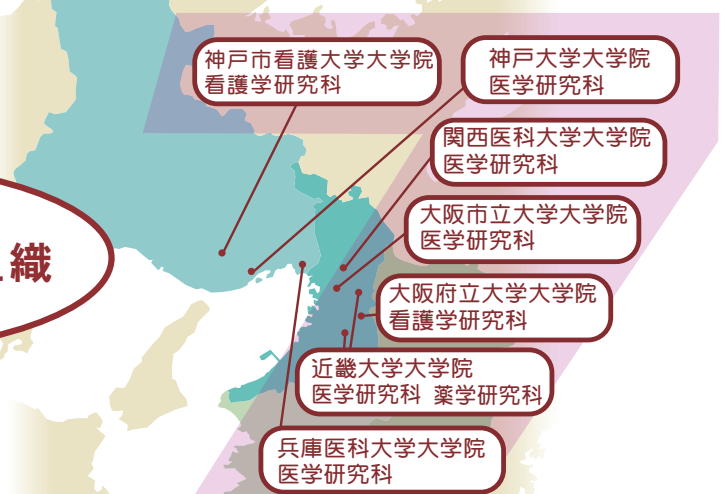 神戸市看護大学大学院
看護学研究科
神戸大学大学院
医学研究科
関西医科大学大学院
医学研究科
大阪市立大学大学院
医学研究科
織
大阪府立大学大学院
看護学研究科
近畿大学大学院
医学研究科 薬学研究科
兵庫医科大学大学院
医学研究科